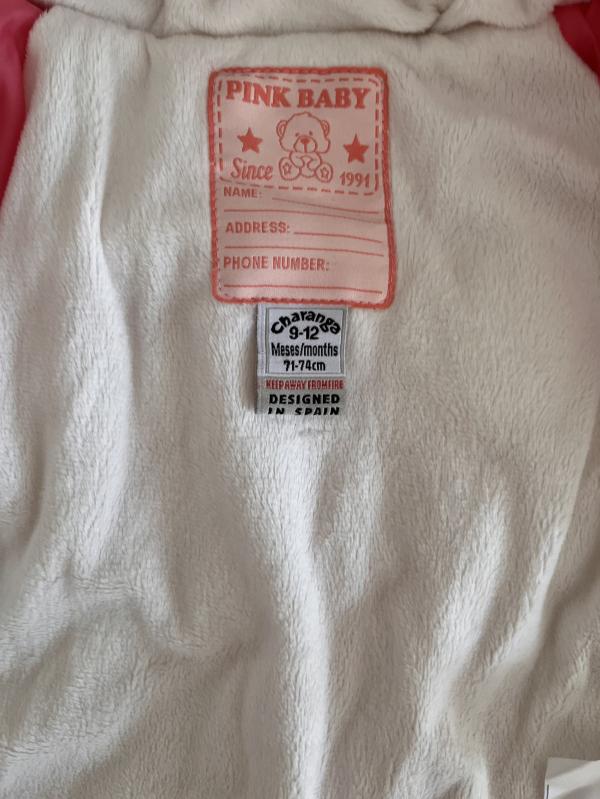 PINK BABY
Since 1991
NAME:
ADDRESS:
PHONE NUMBER:
Charanga
9-12
Meses/months
71-74cm
KEEP AWAY FROM FIRE
DESIGNED
IN SPAIN